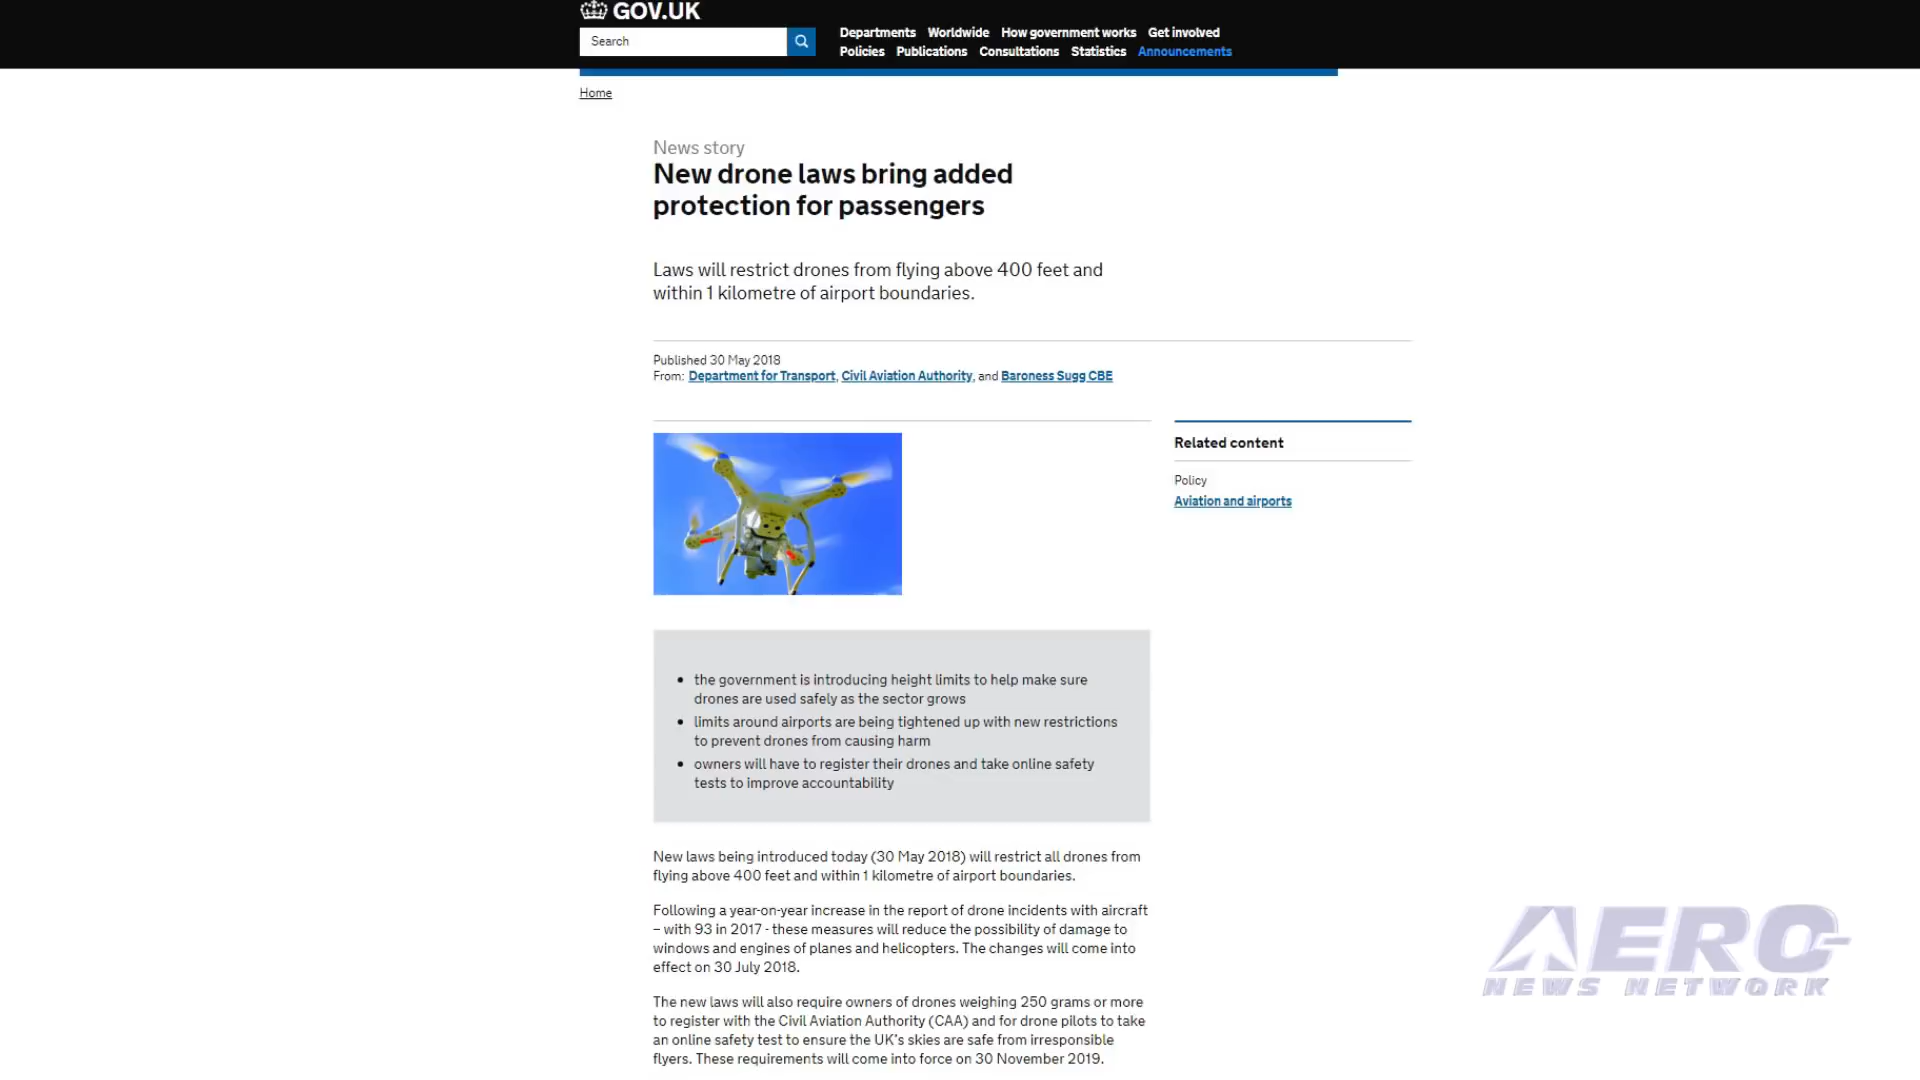 GOV.UK
Search
Departments Worldwide How government works Get involved
Policies Publications Consultations Statistics Announcements
Home
News story
New drone laws bring added
protection for passengers
Laws will restrict drones from flying above 400 feet and
within 1 kilometre of airport boundaries.
Published 30 May 2018
From: Department for Transport, Civil Aviation Authority, and Baroness Sugg CBE
Related content
Policy
Aviation and airports
• the government is introducing height limits to help make sure
drones are used safely as the sector grows
• limits around airports are being tightened up with new restrictions
to prevent drones from causing harm
• owners will have to register their drones and take online safety
tests to improve accountability
New laws being introduced today (30 May 2018) will restrict all drones from
flying above 400 feet and within 1 kilometre of airport boundaries.
Following a year-on-year increase in the report of drone incidents with aircraft
– with 93 in 2017 - these measures will reduce the possibility of damage to
windows and engines of planes and helicopters. The changes will come into
effect on 30 July 2018.
The new laws will also require owners of drones weighing 250 grams or more
to register with the Civil Aviation Authority (CAA) and for drone pilots to take
an online safety test to ensure the UK's skies are safe from irresponsible
flyers. These requirements will come into force on 30 November 2019.
AERO
NEWS NETWORK